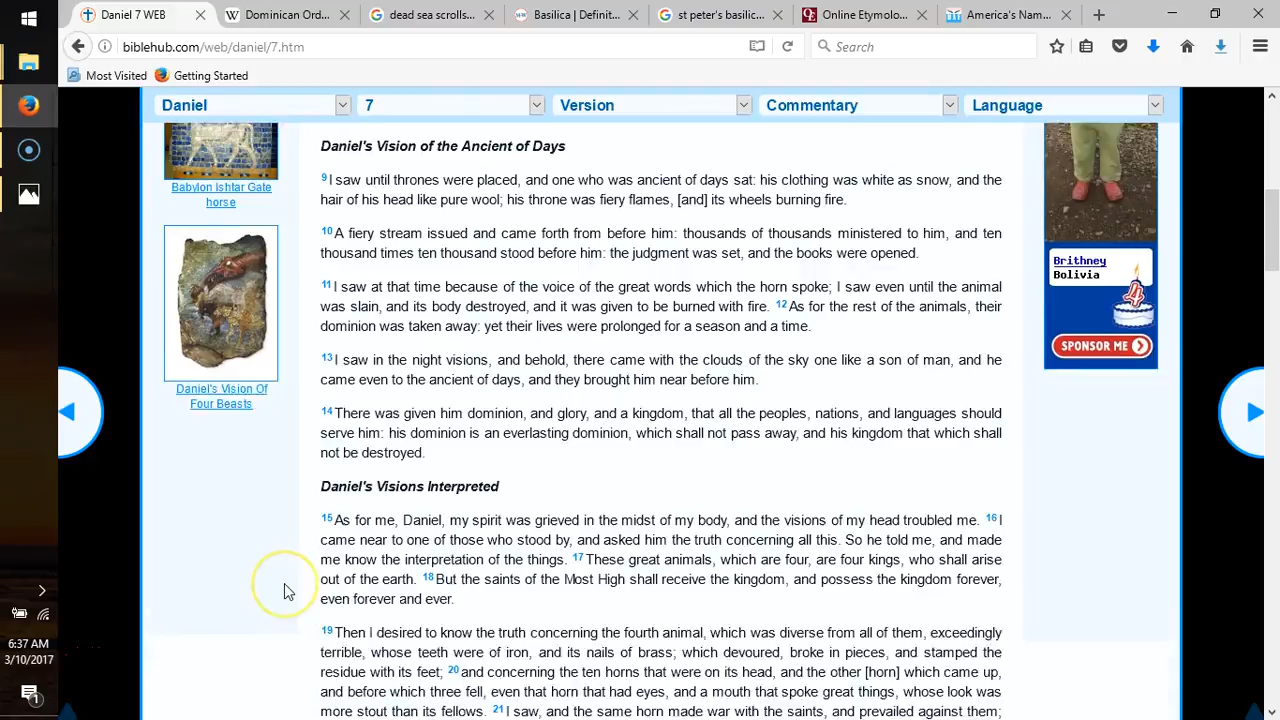 Daniel 7 WEB
Dominican Ord...
dead sea scrolls...
Basilica | Definit...
st peter's basilic...
Online Etymolo...
America's Nam...
biblehub.com/web/daniel/7.htm
Search
Most Visited
Getting Started
Daniel
7
Version
Commentary
Language
Babylon Ishtar Gate
horse
Daniel's Vision Of
Four Beasts
Daniel's Vision of the Ancient of Days
9 I saw until thrones were placed, and one who was ancient of days sat: his clothing was white as snow, and the
hair of his head like pure wool; his throne was fiery flames, [and] its wheels burning fire.
10 A fiery stream issued and came forth from before him: thousands of thousands ministered to him, and ten
thousand times ten thousand stood before him: the judgment was set, and the books were opened.
11 I saw at that time because of the voice of the great words which the horn spoke; I saw even until the animal
was slain, and its body destroyed, and it was given to be burned with fire. 12 As for the rest of the animals, their
dominion was taken away: yet their lives were prolonged for a season and a time.
13 I saw in the night visions, and behold, there came with the clouds of the sky one like a son of man, and he
came even to the ancient of days, and they brought him near before him.
14 There was given him dominion, and glory, and a kingdom, that all the peoples, nations, and languages should
serve him: his dominion is an everlasting dominion, which shall not pass away, and his kingdom that which shall
not be destroyed.
Daniel's Visions Interpreted
15 As for me, Daniel, my spirit was grieved in the midst of my body, and the visions of my head troubled me. 16 I
came near to one of those who stood by, and asked him the truth concerning all this. So he told me, and made
me know the interpretation of the things. 17 These great animals, which are four, are four kings, who shall arise
out of the earth. 18 But the saints of the Most High shall receive the kingdom, and possess the kingdom forever,
even forever and ever.
19 Then I desired to know the truth concerning the fourth animal, which was diverse from all of them, exceedingly
terrible, whose teeth were of iron, and its nails of brass; which devoured, broke in pieces, and stamped the
residue with its feet; 20 and concerning the ten horns that were on its head, and the other [horn] which came up,
and before which three fell, even that horn that had eyes, and a mouth that spoke great things, whose look was
more stout than its fellows. 21 I saw, and the same horn made war with the saints, and prevailed against them;
Brithney
Bolivia
4
SPONSOR ME
6:37 AM
3/10/2017
1